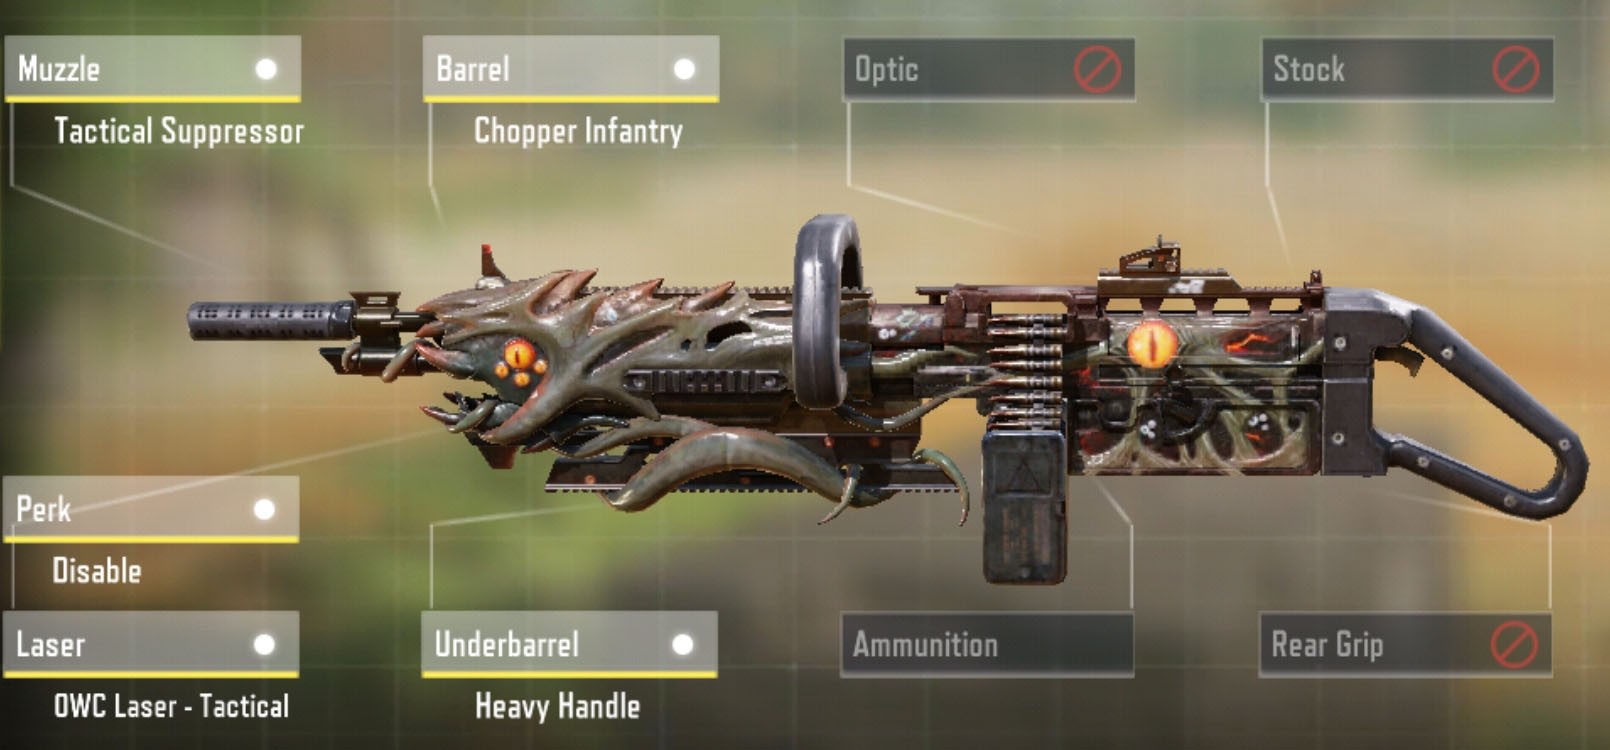 Muzzle
Tactical Suppressor
Barrel
Chopper Infantry
Optic
Stock
Perk
Disable
Laser
OWC Laser - Tactical
Underbarrel
Heavy Handle
Ammunition
Rear Grip